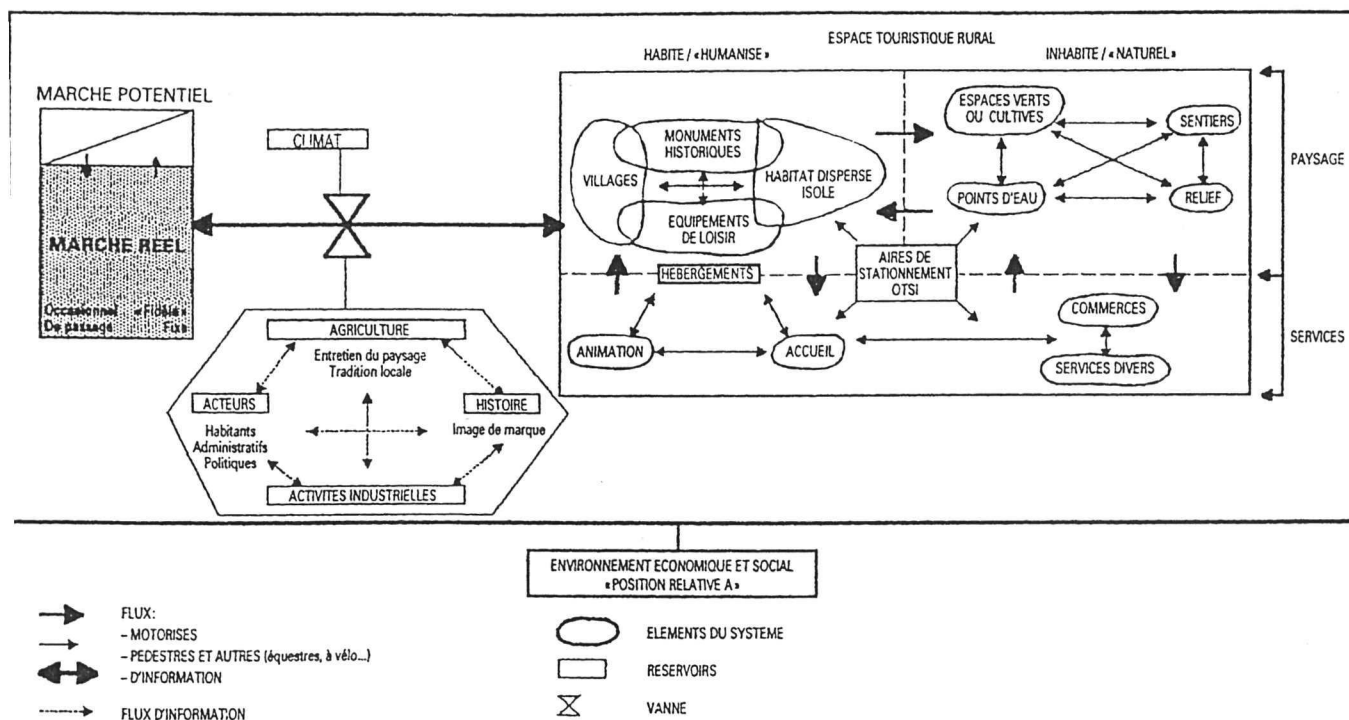 ESPACE TOURISTIQUE RURAL
HABITE / «HUMANISE»
INHABITE / «NATUREL»
MARCHE POTENTIEL
CLIMAT
MARCHE REEL
Occasionnel «Fidèle»
De passage Fixe
VILLAGES
MONUMENTS
HISTORIQUES
HABITAT DISPERSE
ISOLE
EQUIPEMENTS
DE LOISIR
ESPACES VERTS
OU CULTIVES
SENTIERS
POINTS D'EAU
RELIEF
PAYSAGE
HEBERGEMENTS
AIRES DE
STATIONNEMENT
OTSI
ANIMATION
ACCUEIL
COMMERCES
SERVICES DIVERS
SERVICES
AGRICULTURE
Entretien du paysage
Tradition locale
ACTEURS
Habitants
Administratifs
Politiques
HISTOIRE
Image de marque
ACTIVITES INDUSTRIELLES
ENVIRONNEMENT ECONOMIQUE ET SOCIAL
«POSITION RELATIVE A»
FLUX:
– MOTORISES
– PEDESTRES ET AUTRES (équestres, à vélo...)
– D'INFORMATION
FLUX D'INFORMATION
ELEMENTS DU SYSTEME
RESERVOIRS
VANNE